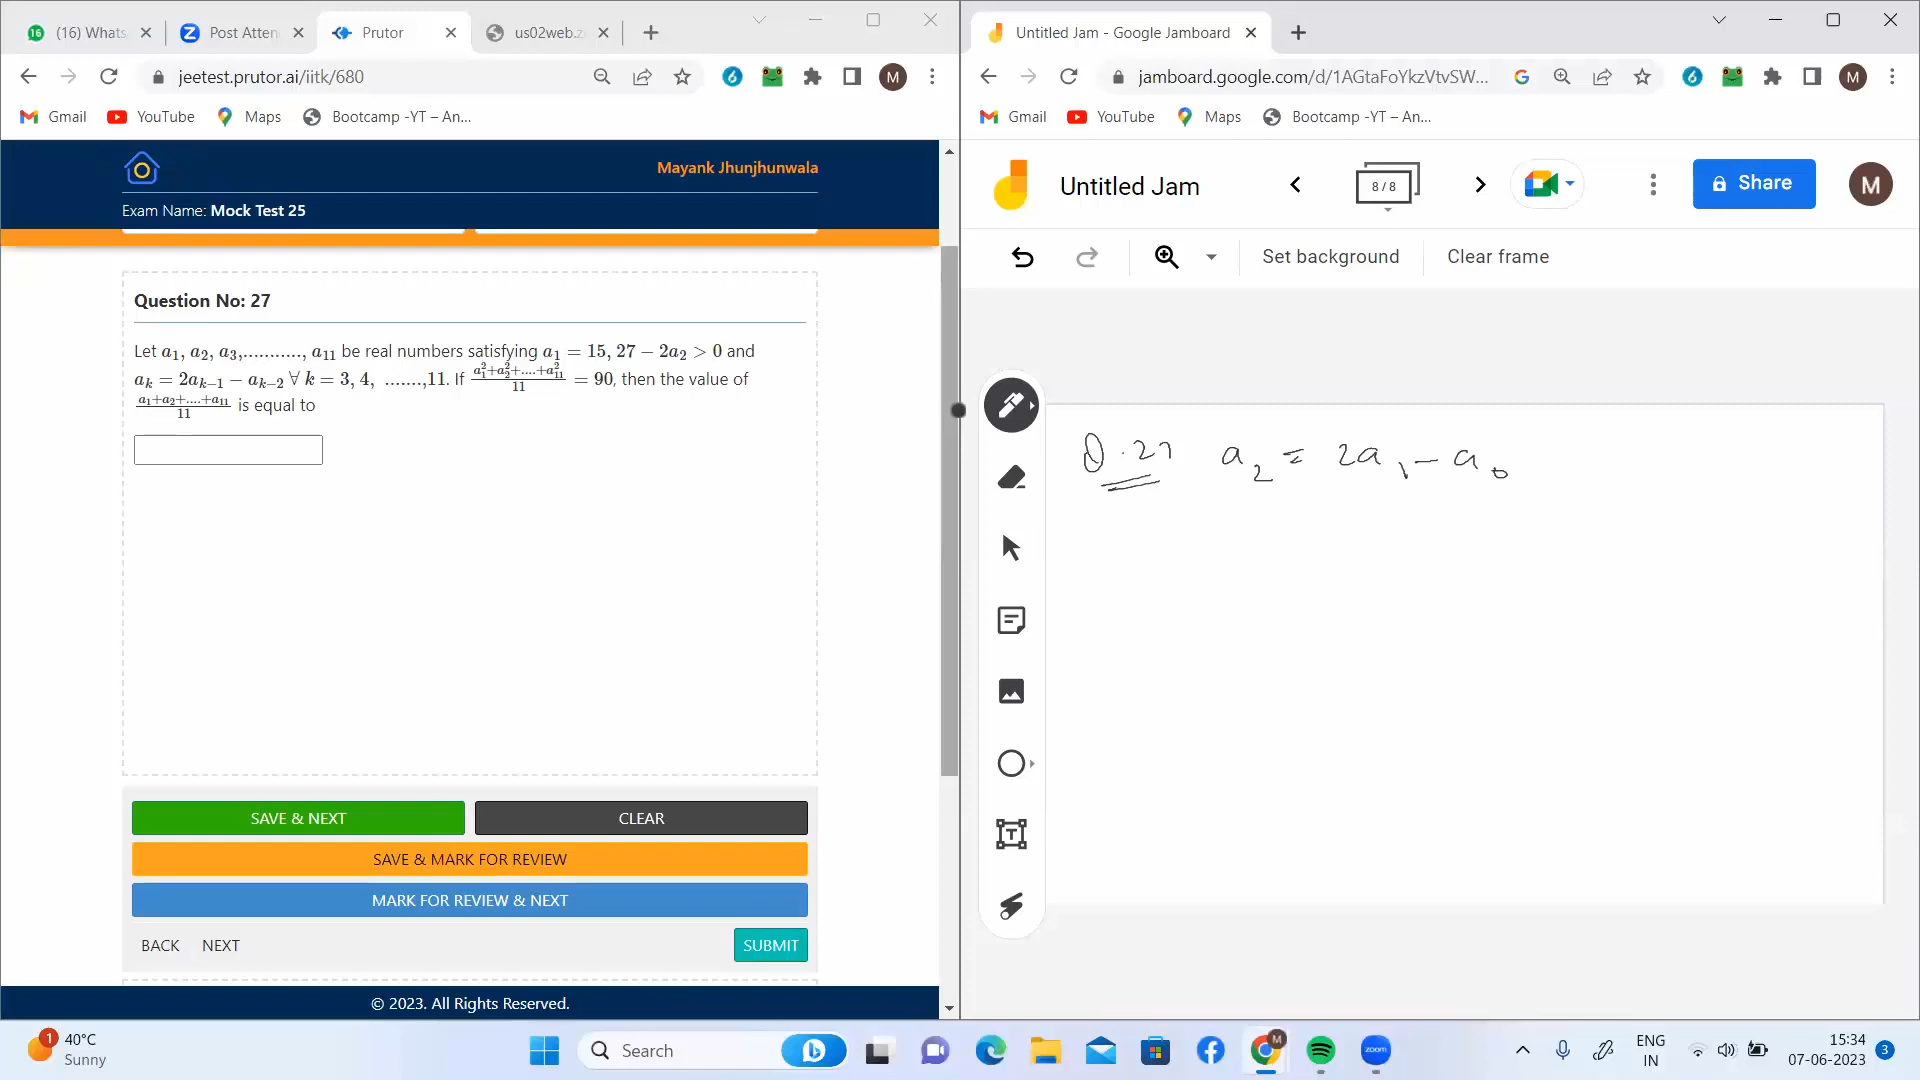 (16) Whats
Post Atten
Prutor
us02web.z
Untitled Jam - Google Jamboard
jeetest.prutor.ai/iitk/680
M
jamboard.google.com/d/1AGtaFoYkzVtvSW...
M
Gmail
YouTube
Maps
Bootcamp -YT – An...
Gmail
YouTube
Maps
Bootcamp -YT – An...
Mayank Jhunjhunwala
Exam Name: Mock Test 25
Untitled Jam
8 / 8
Share
M
Set background
Clear frame
Question No: 27
Let a₁, a₂, a₃,..........., a₁₁ be real numbers satisfying a₁ = 15, 27 − 2a₂ > 0 and
aₖ = 2aₖ₋₁ − aₖ₋₂ ∀ k = 3, 4, .......,11. If (a₁²+a₂²+....+a₁₁²)/11 = 90, then the value of
(a₁+a₂+....+a₁₁)/11 is equal to
Q.27 a₂ = 2a₁ − a₀
SAVE & NEXT
CLEAR
SAVE & MARK FOR REVIEW
MARK FOR REVIEW & NEXT
BACK
NEXT
SUBMIT
© 2023. All Rights Reserved.
1
40°C
Sunny
Search
zoom
ENG
IN
15:34
07-06-2023
3